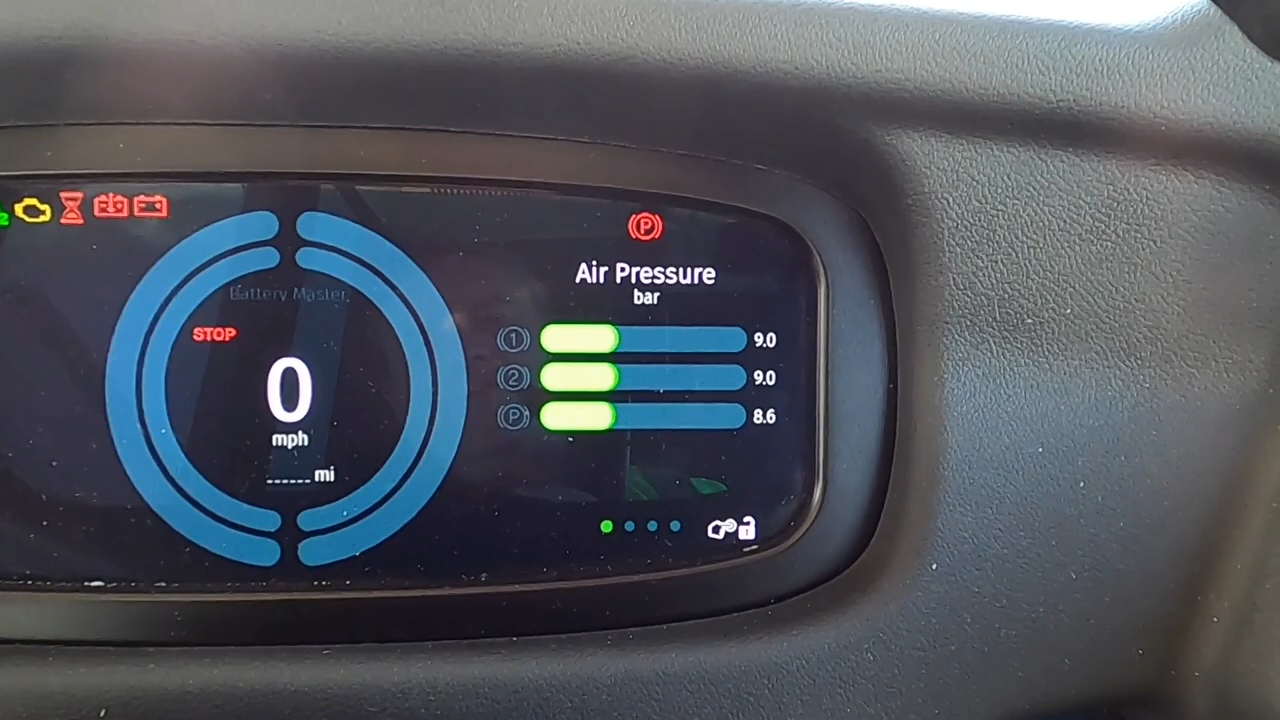 P
Air Pressure
bar
Battery Master
STOP
1 9.0
0
2 9.0
P 8.6
mph
------ mi